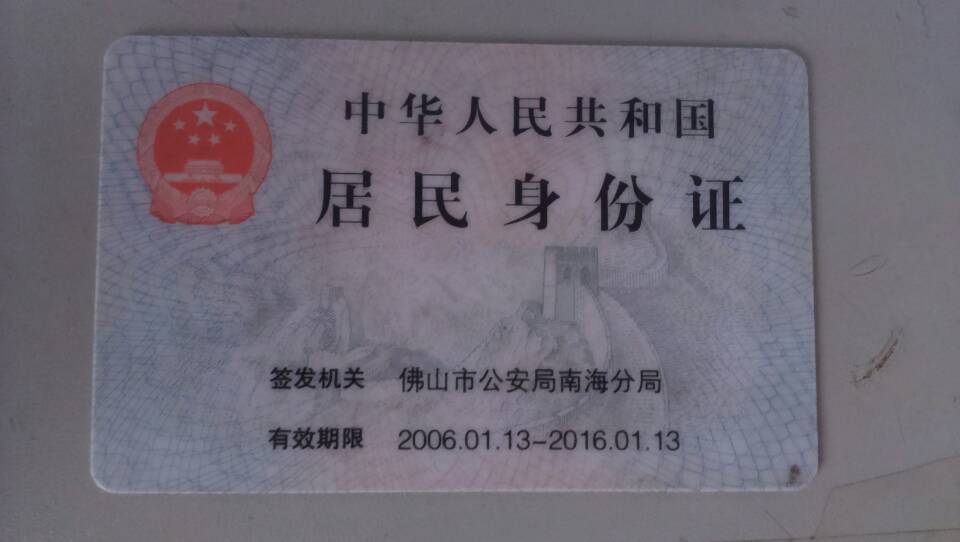 中华人民共和国
居民身份证
签发机关 佛山市公安局南海分局
有效期限 2006.01.13-2016.01.13